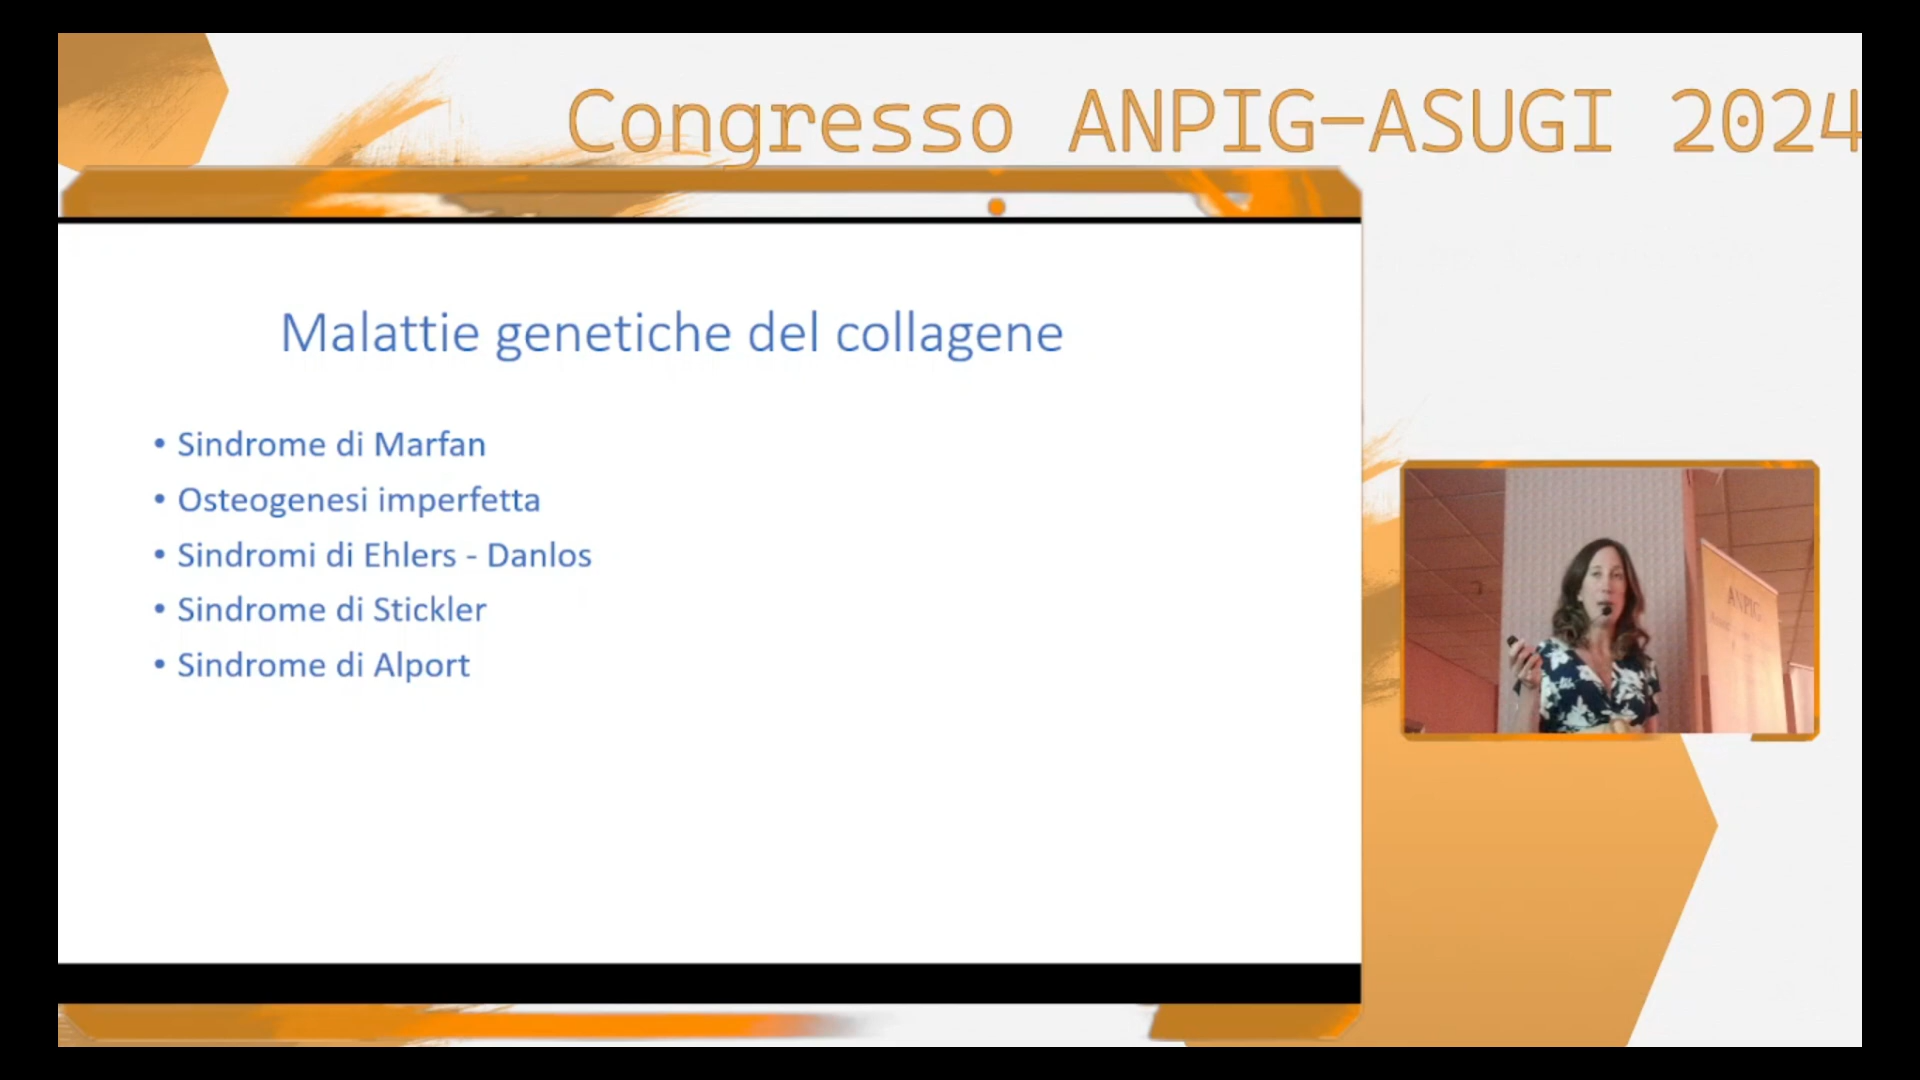 Congresso ANPIG-ASUGI 2024
Malattie genetiche del collagene
• Sindrome di Marfan
• Osteogenesi imperfetta
• Sindromi di Ehlers - Danlos
• Sindrome di Stickler
• Sindrome di Alport
ANPIG